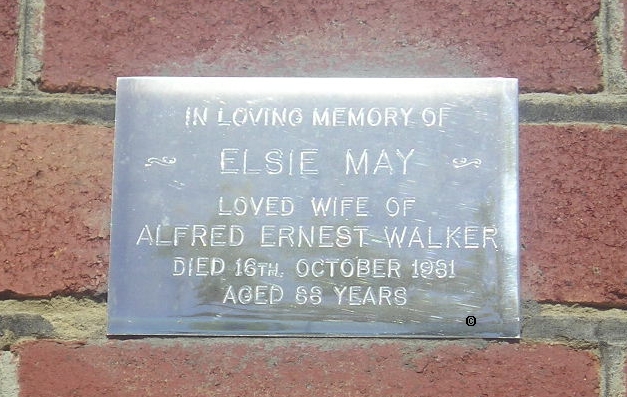 IN LOVING MEMORY OF
ELSIE MAY
LOVED WIFE OF
ALFRED ERNEST WALKER
DIED 16TH. OCTOBER 1981
AGED 88 YEARS
©